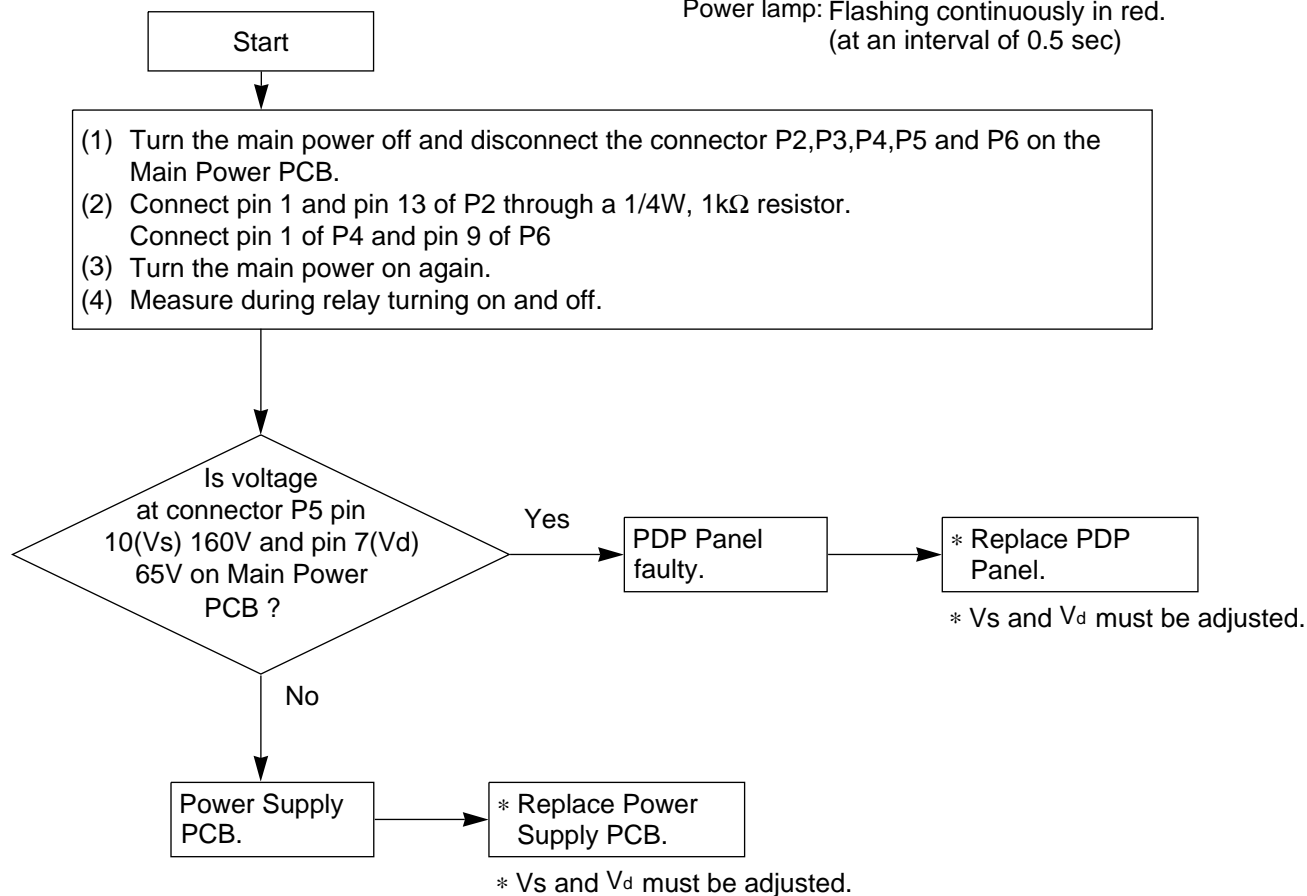 Power lamp: Flashing continuously in red.
(at an interval of 0.5 sec)
Start
(1) Turn the main power off and disconnect the connector P2,P3,P4,P5 and P6 on the
Main Power PCB.
(2) Connect pin 1 and pin 13 of P2 through a 1/4W, 1kΩ resistor.
Connect pin 1 of P4 and pin 9 of P6
(3) Turn the main power on again.
(4) Measure during relay turning on and off.
Is voltage
at connector P5 pin
10(Vs) 160V and pin 7(Vd)
65V on Main Power
PCB ?
Yes
PDP Panel
faulty.
* Replace PDP
Panel.
* Vs and Vd must be adjusted.
No
Power Supply
PCB.
* Replace Power
Supply PCB.
* Vs and Vd must be adjusted.